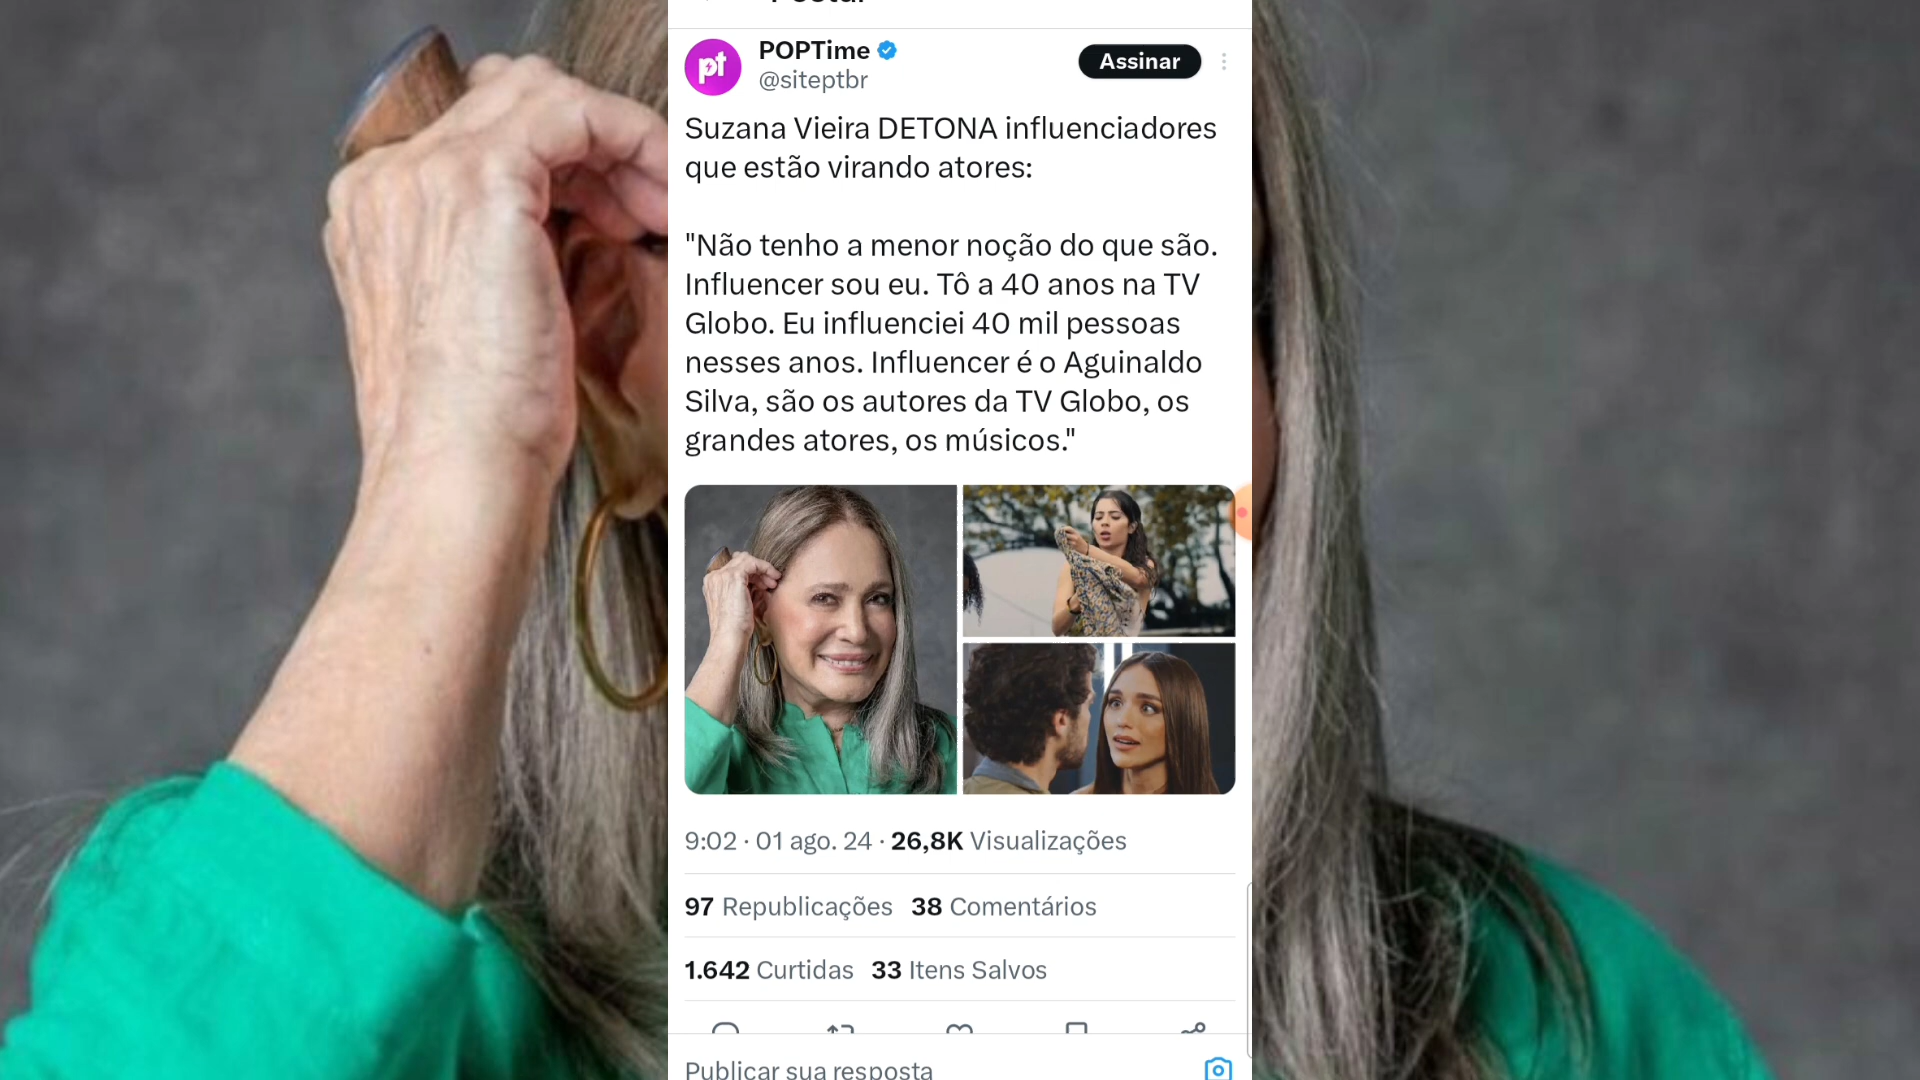 POPTime
@siteptbr
Assinar
pt
Suzana Vieira DETONA influenciadores
que estão virando atores:
"Não tenho a menor noção do que são.
Influencer sou eu. Tô a 40 anos na TV
Globo. Eu influenciei 40 mil pessoas
nesses anos. Influencer é o Aguinaldo
Silva, são os autores da TV Globo, os
grandes atores, os músicos."
9:02 · 01 ago. 24 · 26,8K Visualizações
97 Republicações 38 Comentários
1.642 Curtidas 33 Itens Salvos
Publicar sua resposta